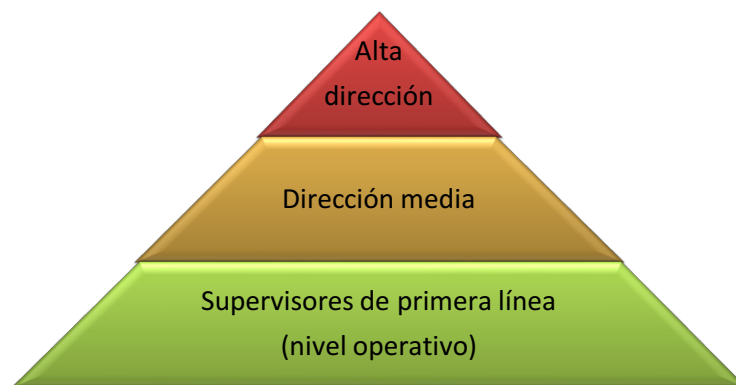 Alta
dirección
Dirección media
Supervisores de primera línea
(nivel operativo)